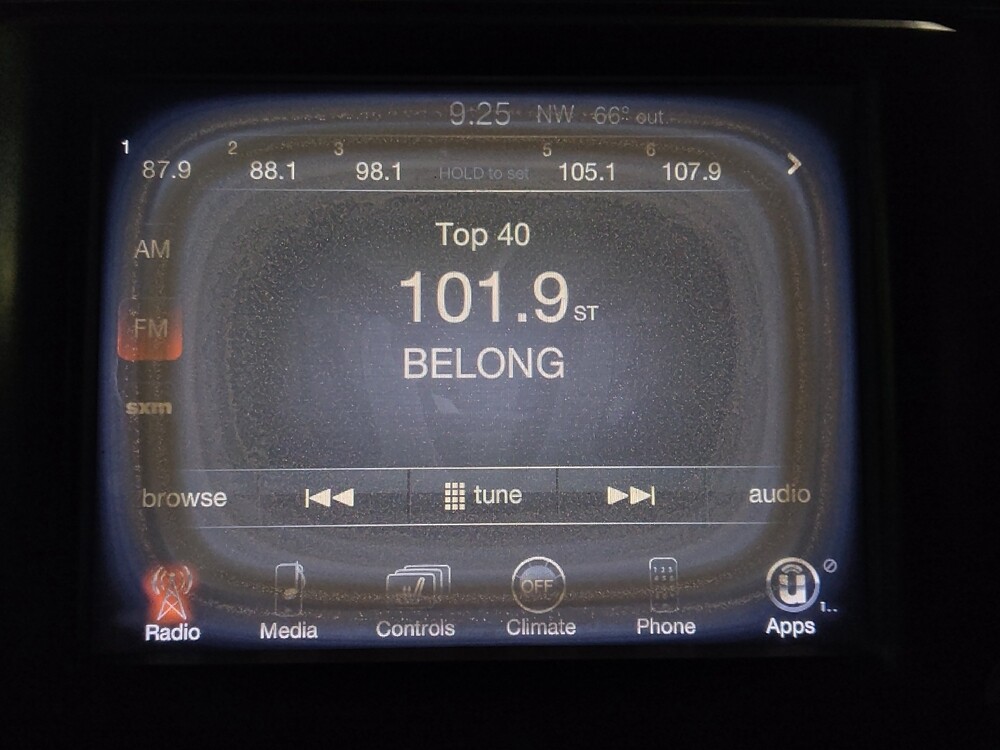 9:25 NW 66° out
1 2 3 5 6
87.9 88.1 98.1 HOLD to set 105.1 107.9
Top 40
AM
101.9 ST
FM
BELONG
sxm
browse tune audio
OFF u
Radio Media Controls Climate Phone Apps